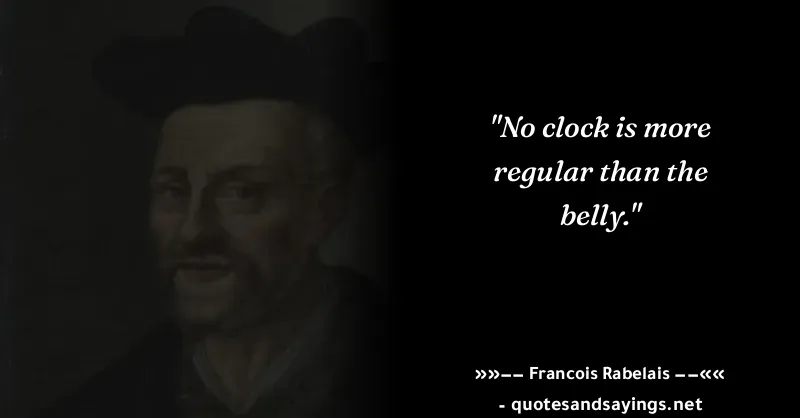 "No clock is more
regular than the
belly."
»»−− Francois Rabelais −−««
- quotesandsayings.net